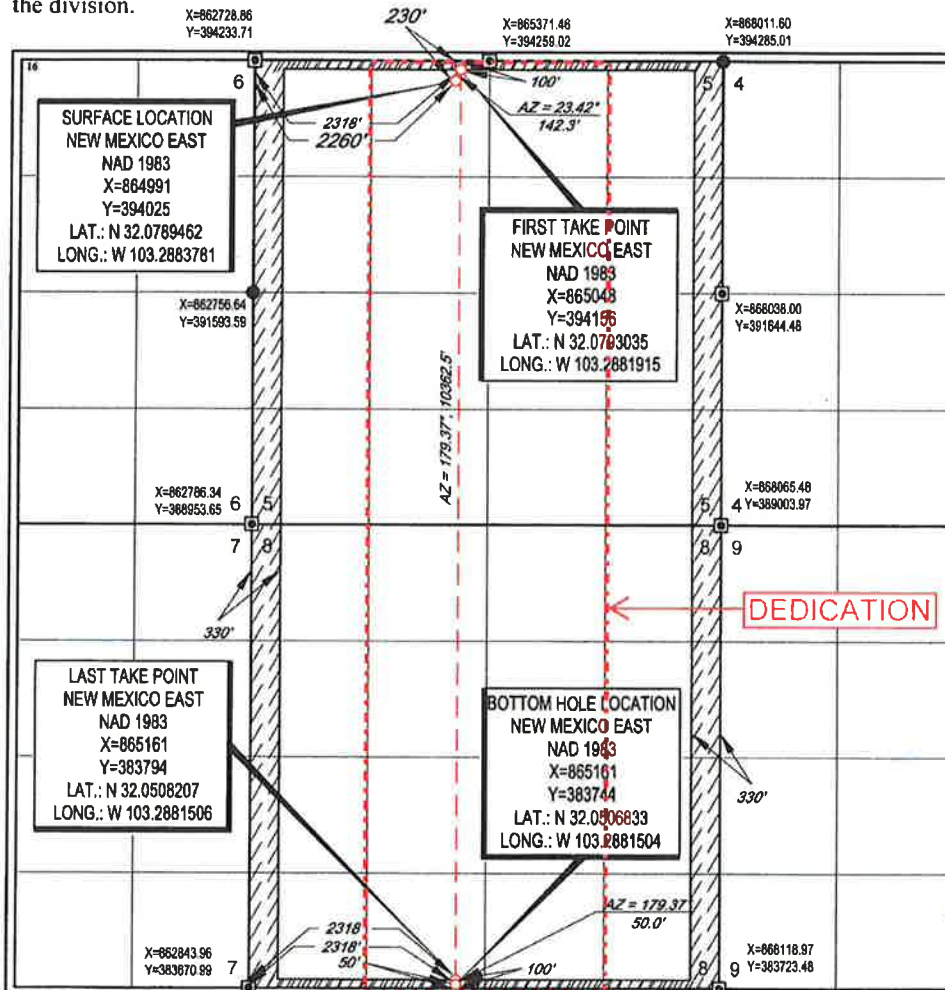 the division.
X=862728.86
Y=394233.71
230'
X=865371.46
Y=394259.02
X=868011.60
Y=394285.01
16
6
5
4
100'
AZ = 23.42°
142.3'
2318'
2260'
SURFACE LOCATION
NEW MEXICO EAST
NAD 1983
X=864991
Y=394025
LAT.: N 32.0789462
LONG.: W 103.2883781
FIRST TAKE POINT
NEW MEXICO EAST
NAD 1983
X=865048
Y=394156
LAT.: N 32.0793035
LONG.: W 103.2881915
X=862756.64
Y=391593.59
X=868038.00
Y=391644.48
AZ = 179.37°, 10362.5'
X=862786.34
Y=388953.65
6 5
7 8
5 4
8 9
X=868065.48
Y=389003.97
330'
DEDICATION
LAST TAKE POINT
NEW MEXICO EAST
NAD 1983
X=865161
Y=383794
LAT.: N 32.0508207
LONG.: W 103.2881506
BOTTOM HOLE LOCATION
NEW MEXICO EAST
NAD 1983
X=865161
Y=383744
LAT.: N 32.0506833
LONG.: W 103.2881504
330'
AZ = 179.37
50.0'
X=862843.96
Y=383670.99
7
2318
2318'
50'
100'
8 9
X=868118.97
Y=383723.48